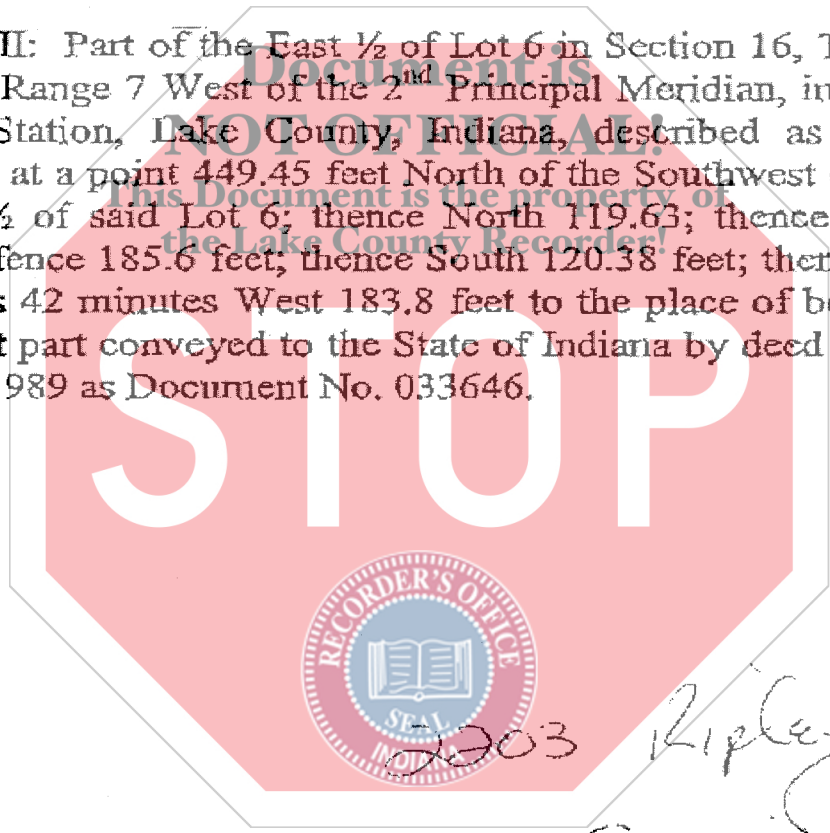 II: Part of the East ½ of Lot 6 in Section 16, T
Document is
Range 7 West of the 2nd Principal Meridian, in
Station, Lake County, Indiana, described as
NOT OFFICIAL!
at a point 449.45 feet North of the Southwest
This Document is the property of
½ of said Lot 6; thence North 119.63; thence
the Lake County Recorder!
fence 185.6 feet; thence South 120.38 feet; then
42 minutes West 183.8 feet to the place of b
t part conveyed to the State of Indiana by deed
989 as Document No. 033646.
STOP
RECORDER'S OFFICE
SEAL
INDIANA
2203 Ripley